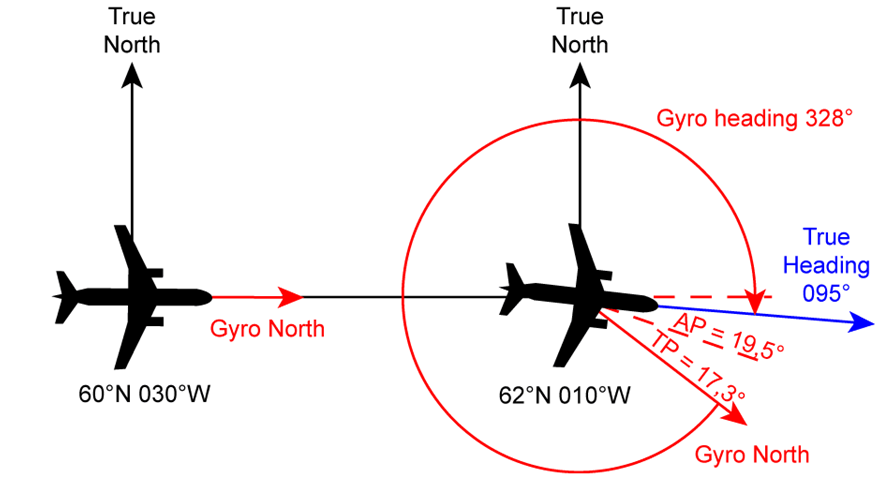 True
North
True
North
Gyro heading 328°
True
Heading
095°
Gyro North
AP = 19,5°
TP = 17,3°
60°N 030°W
62°N 010°W
Gyro North